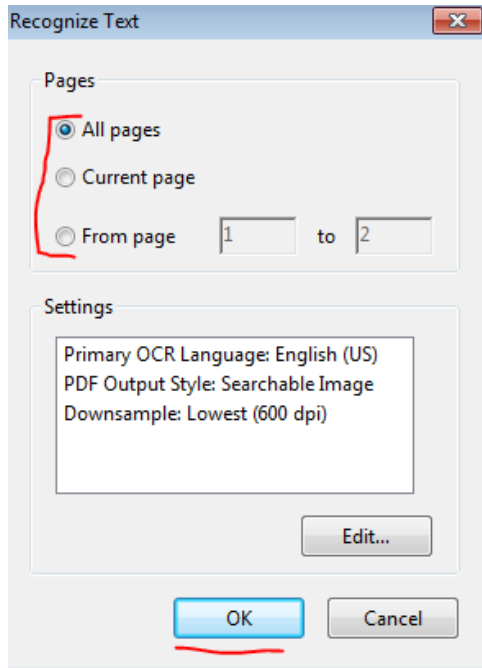 Recognize Text
Pages
All pages
Current page
From page 1 to 2
Settings
Primary OCR Language: English (US)
PDF Output Style: Searchable Image
Downsample: Lowest (600 dpi)
Edit...
OK Cancel